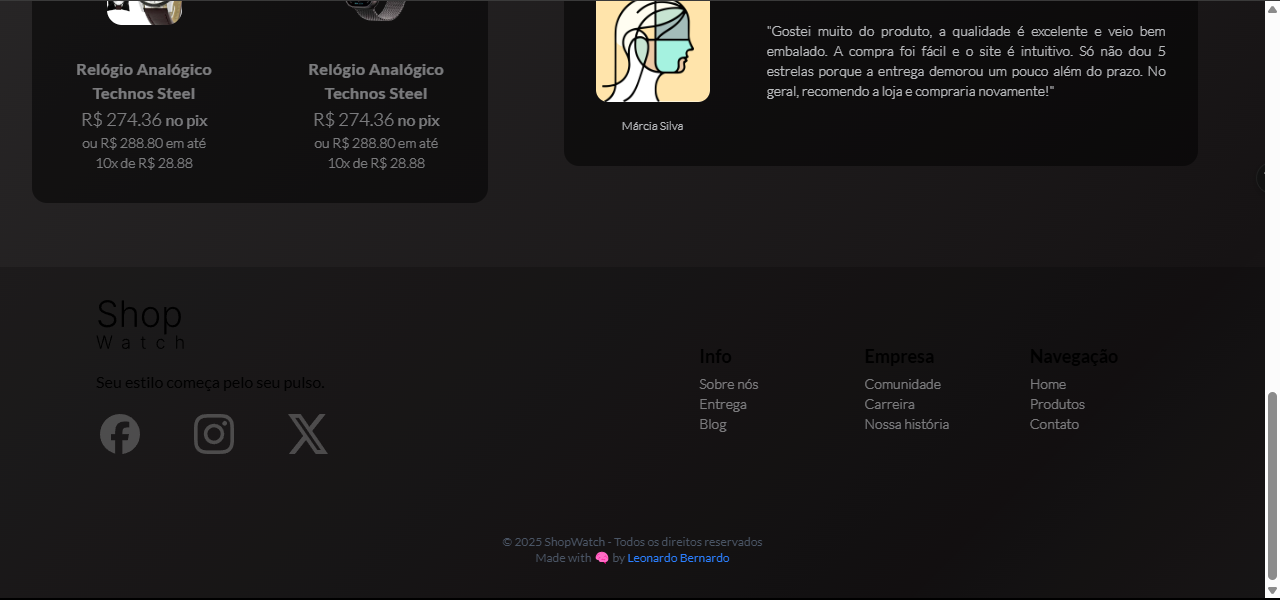 Relógio Analógico
Technos Steel
R$ 274.36 no pix
ou R$ 288.80 em até
10x de R$ 28.88
Relógio Analógico
Technos Steel
R$ 274.36 no pix
ou R$ 288.80 em até
10x de R$ 28.88
"Gostei muito do produto, a qualidade é excelente e veio bem
embalado. A compra foi fácil e o site é intuitivo. Só não dou 5
estrelas porque a entrega demorou um pouco além do prazo. No
geral, recomendo a loja e compraria novamente!"
Márcia Silva
Shop
Watch
Seu estilo começa pelo seu pulso.
Info
Sobre nós
Entrega
Blog
Empresa
Comunidade
Carreira
Nossa história
Navegação
Home
Produtos
Contato
© 2025 ShopWatch - Todos os direitos reservados
Made with 🧠 by Leonardo Bernardo